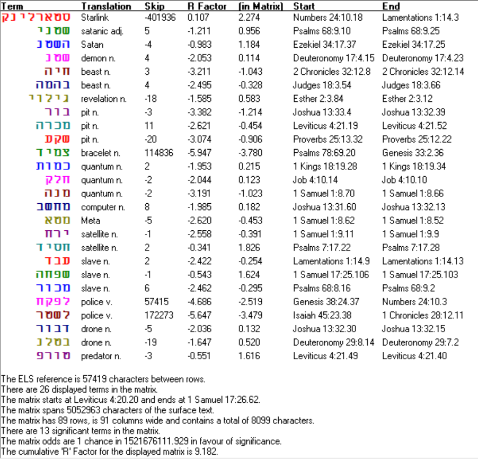 Term Translation Skip R Factor (in Matrix) Start End
סטארלינק Starlink -401936 0.107 2.274 Numbers 24:10.18 Lamentations 1:14.3
שטני satanic adj. 5 -1.211 0.956 Psalms 68:9.10 Psalms 68:9.25
השטנ Satan -4 -0.983 1.184 Ezekiel 34:17.37 Ezekiel 34:17.25
שטנ demon n. 4 -2.053 0.114 Deuteronomy 17:4.15 Deuteronomy 17:4.27
חיה beast n. 3 -3.211 -1.043 2 Chronicles 32:12.8 2 Chronicles 32:12.14
בהמה beast n. 4 -2.495 -0.328 Judges 18:3.54 Judges 18:3.66
גילוי revelation n. -18 -1.585 0.583 Esther 2:3.84 Esther 2:3.12
בור pit n. -3 -3.382 -1.214 Joshua 13:33.4 Joshua 13:32.39
מכרה pit n. 11 -2.621 -0.454 Leviticus 4:21.19 Leviticus 4:21.52
שקע pit n. -20 -3.074 -0.906 Proverbs 25:13.32 Proverbs 25:12.22
צמיד bracelet n. 114836 -5.947 -3.780 Psalms 78:69.20 Genesis 33:2.36
כמות quantum n. 2 -1.953 0.215 1 Kings 18:19.28 1 Kings 18:19.34
חלק quantum n. -2 -2.044 0.123 Job 4:10.14 Job 4:10.10
מנה quantum n. -2 -3.191 -1.023 1 Samuel 1:8.70 1 Samuel 1:8.66
מחשב computer n. 8 -1.985 0.182 Joshua 13:31.60 Joshua 13:32.13
מטא Meta -5 -2.620 -0.453 1 Samuel 1:8.62 1 Samuel 1:8.52
satellite n. -1 -2.558 -0.391 1 Samuel 1:9.11 1 Samuel 1:9.9
חסיד satellite n. 2 -0.341 1.826 Psalms 7:17.22 Psalms 7:17.28
עבד slave n. 2 -2.422 -0.254 Lamentations 1:14.9 Lamentations 1:14.13
שפחה slave n. -1 -0.543 1.624 1 Samuel 17:25.106 1 Samuel 17:25.103
מכור slave n. 6 -2.462 -0.295 Psalms 68:8.16 Psalms 68:9.2
לפקח police v. 57415 -4.686 -2.519 Genesis 38:24.37 Numbers 24:10.3
לשטר police v. 172273 -5.647 -3.479 Isaiah 45:23.38 1 Chronicles 28:12.11
דבור drone n. -5 -2.036 0.132 Joshua 13:32.30 Joshua 13:32.15
בטלנ drone n. -19 -1.647 0.520 Deuteronomy 29:8.14 Deuteronomy 29:7.2
טורפ predator n. -3 -0.551 1.616 Leviticus 4:21.49 Leviticus 4:21.40
The ELS reference is 57419 characters between rows.
There are 26 displayed terms in the matrix.
The matrix starts at Leviticus 4:20.20 and ends at 1 Samuel 17:26.62.
The matrix spans 5052963 characters of the surface text.
The matrix has 89 rows, is 91 columns wide and contains a total of 8099 characters.
There are 13 significant terms in the matrix.
The matrix odds are 1 chance in 1521676111.929 in favour of significance.
The cumulative 'R' Factor for the displayed matrix is 9.182.